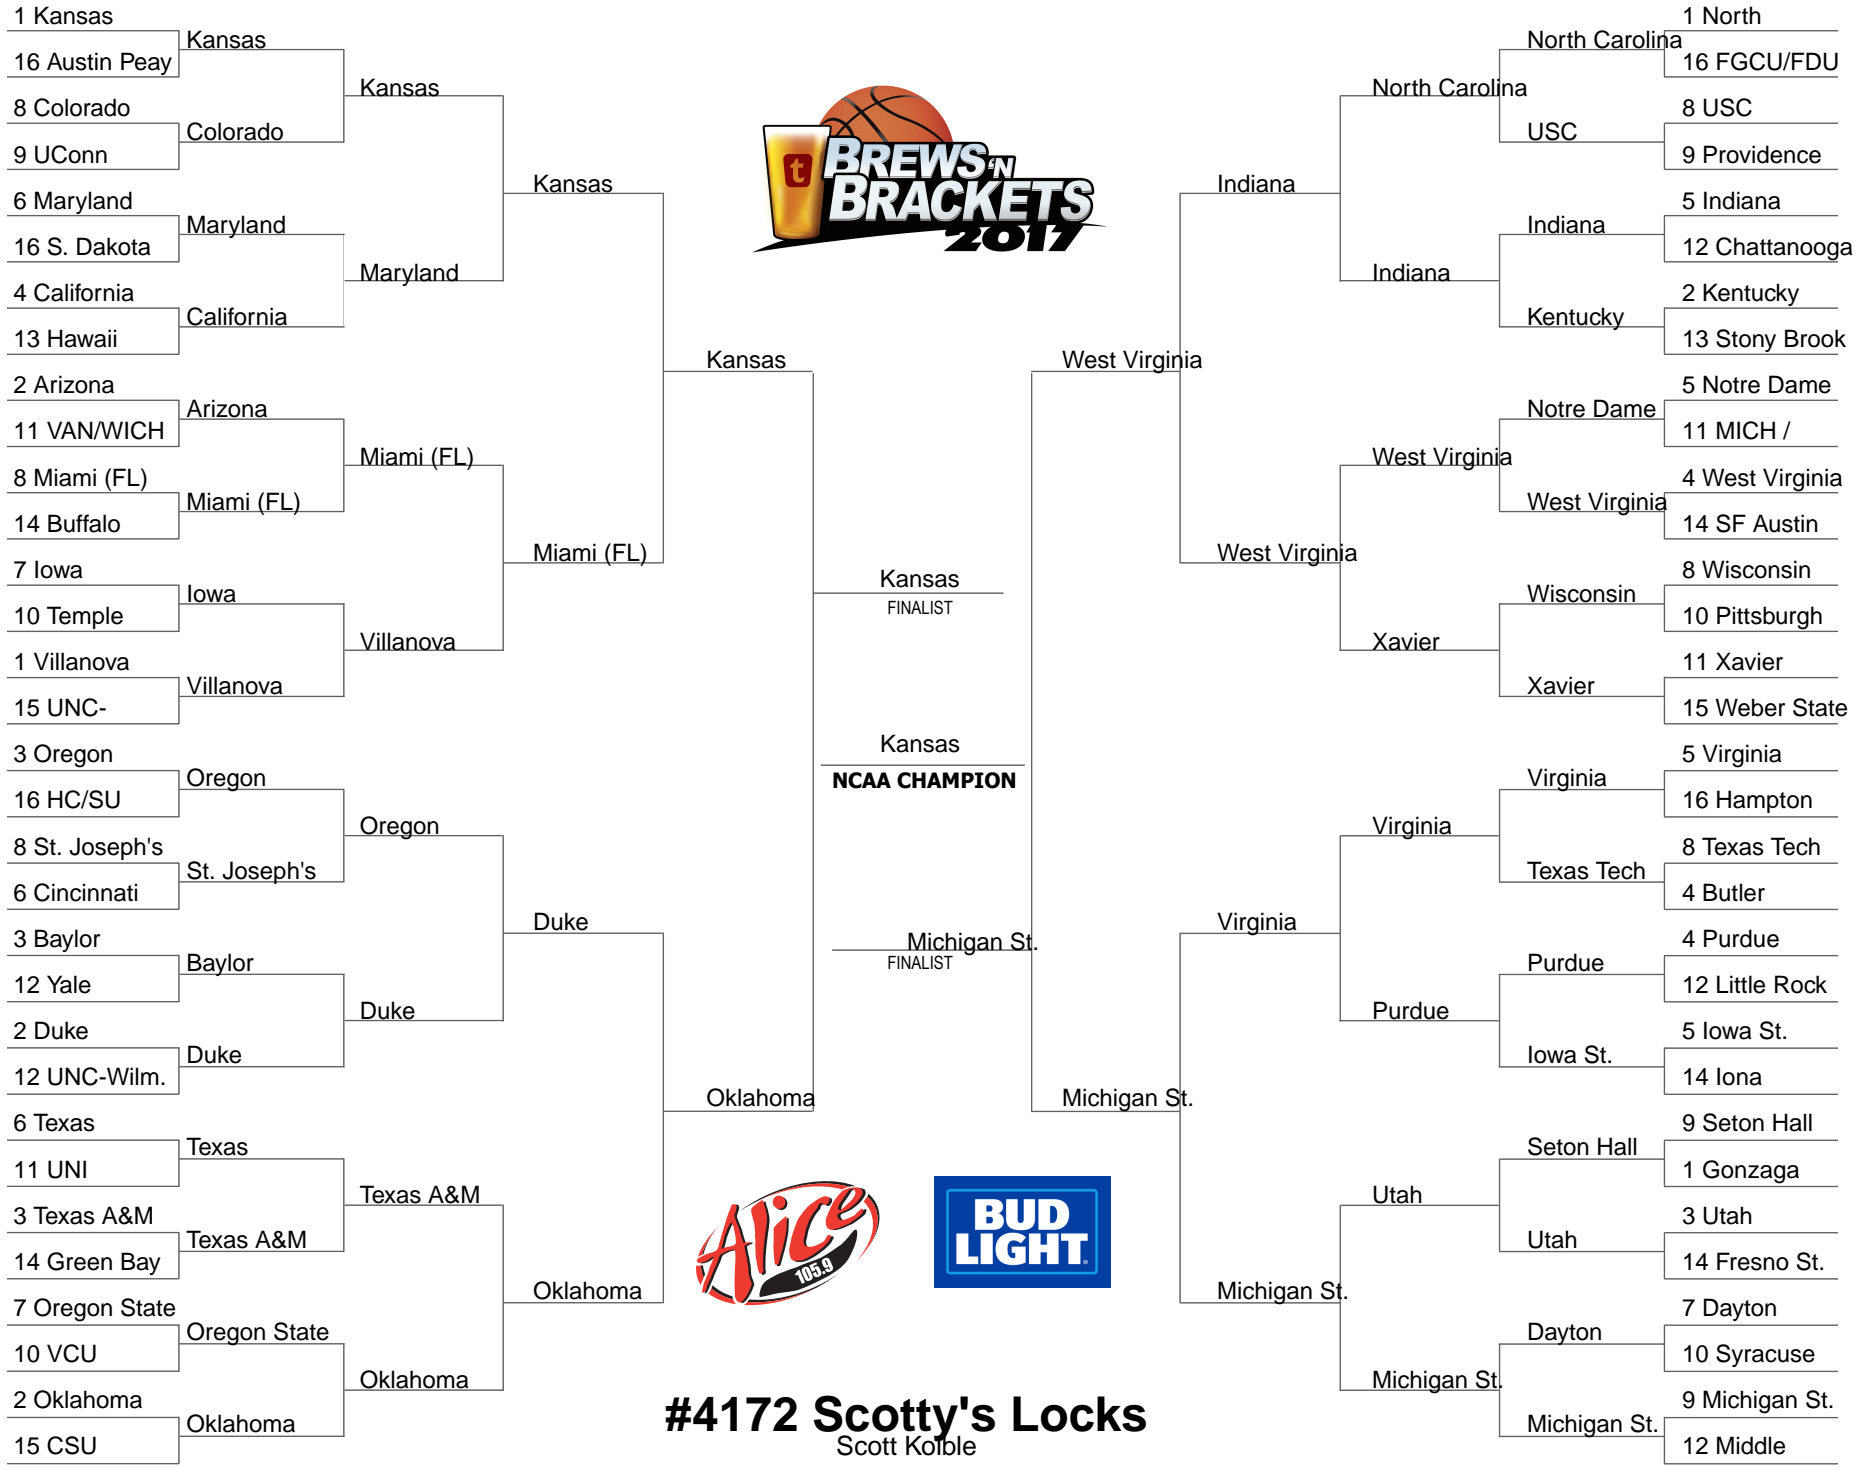 1 Kansas
16 Austin Peay
8 Colorado
9 UConn
6 Maryland
16 S. Dakota
4 California
13 Hawaii
2 Arizona
11 VAN/WICH
8 Miami (FL)
14 Buffalo
7 Iowa
10 Temple
1 Villanova
15 UNC-
3 Oregon
16 HC/SU
8 St. Joseph's
6 Cincinnati
3 Baylor
12 Yale
2 Duke
12 UNC-Wilm.
6 Texas
11 UNI
3 Texas A&M
14 Green Bay
7 Oregon State
10 VCU
2 Oklahoma
15 CSU
Kansas
Colorado
Maryland
California
Arizona
Miami (FL)
Iowa
Villanova
Oregon
St. Joseph's
Baylor
Duke
Texas
Texas A&M
Oregon State
Oklahoma
Kansas
Maryland
Miami (FL)
Villanova
Oregon
Duke
Texas A&M
Oklahoma
Kansas
Miami (FL)
Duke
Oklahoma
Kansas
Oklahoma
t
BREWS 'N
BRACKETS
2017
Kansas
FINALIST
Kansas
NCAA CHAMPION
Michigan St.
FINALIST
Alice
105.9
BUD
LIGHT
#4172 Scotty's Locks
Scott Kolble
West Virginia
Michigan St.
Indiana
West Virginia
Virginia
Michigan St.
North Carolina
Indiana
West Virginia
Xavier
Virginia
Purdue
Utah
Michigan St.
North Carolina
USC
Indiana
Kentucky
Notre Dame
West Virginia
Wisconsin
Xavier
Virginia
Texas Tech
Purdue
Iowa St.
Seton Hall
Utah
Dayton
Michigan St.
1 North
16 FGCU/FDU
8 USC
9 Providence
5 Indiana
12 Chattanooga
2 Kentucky
13 Stony Brook
5 Notre Dame
11 MICH /
4 West Virginia
14 SF Austin
8 Wisconsin
10 Pittsburgh
11 Xavier
15 Weber State
5 Virginia
16 Hampton
8 Texas Tech
4 Butler
4 Purdue
12 Little Rock
5 Iowa St.
14 Iona
9 Seton Hall
1 Gonzaga
3 Utah
14 Fresno St.
7 Dayton
10 Syracuse
9 Michigan St.
12 Middle